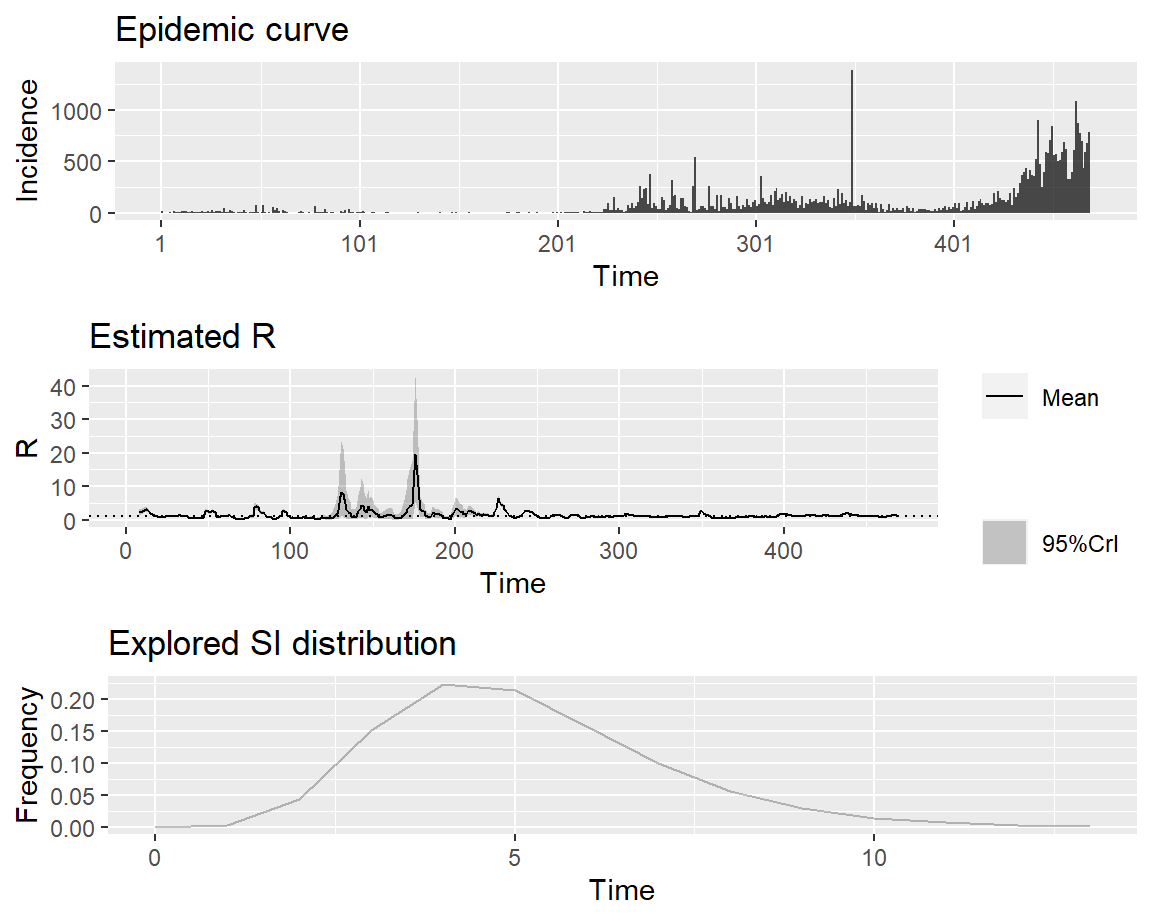 Epidemic curve
Incidence
1000
500
0
1 101 201 301 401
Time
Estimated R
R
40
30
20
10
0
0 100 200 300 400
Time
Mean
95%CrI
Explored SI distribution
Frequency
0.20
0.15
0.10
0.05
0.00
0 5 10
Time